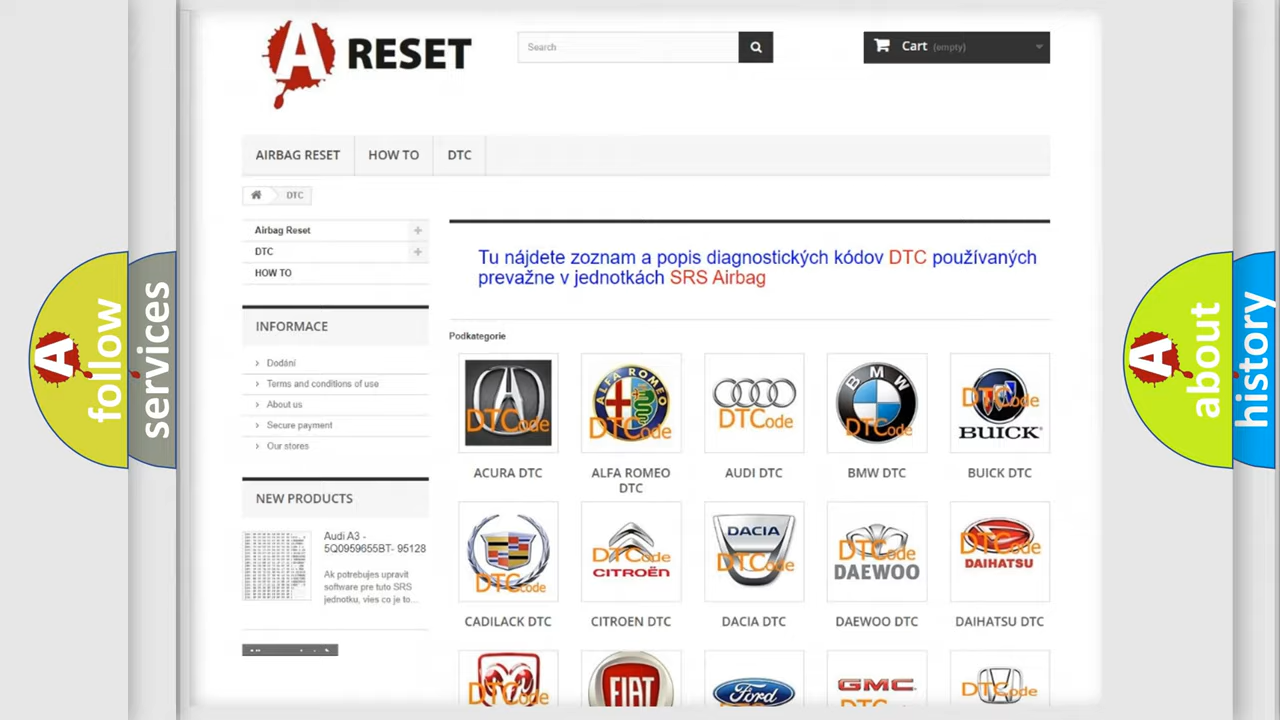 A RESET
Search
Cart (empty)
AIRBAG RESET
HOW TO
DTC
DTC
Airbag Reset
DTC
HOW TO
INFORMACE
Dodání
Terms and conditions of use
About us
Secure payment
Our stores
NEW PRODUCTS
Audi A3 -
5Q0959655BT- 95128
Ak potrebujes upravit
software pre tuto SRS
jednotku, vies co je to...
Tu nájdete zoznam a popis diagnostických kódov DTC používaných
prevažne v jednotkách SRS Airbag
Podkategorie
DTCode
ALFA ROMEO
DTCode
DTCode
BMW
DTCode
DTCode
BUICK
ACURA DTC
ALFA ROMEO
DTC
AUDI DTC
BMW DTC
BUICK DTC
DTCode
DTCode
CITROËN
DACIA
DTCode
DTCode
DAEWOO
DTCode
DAIHATSU
CADILACK DTC
CITROEN DTC
DACIA DTC
DAEWOO DTC
DAIHATSU DTC
DTCode
FIAT
Ford
GMC
DTCode
A follow
services
A about
history